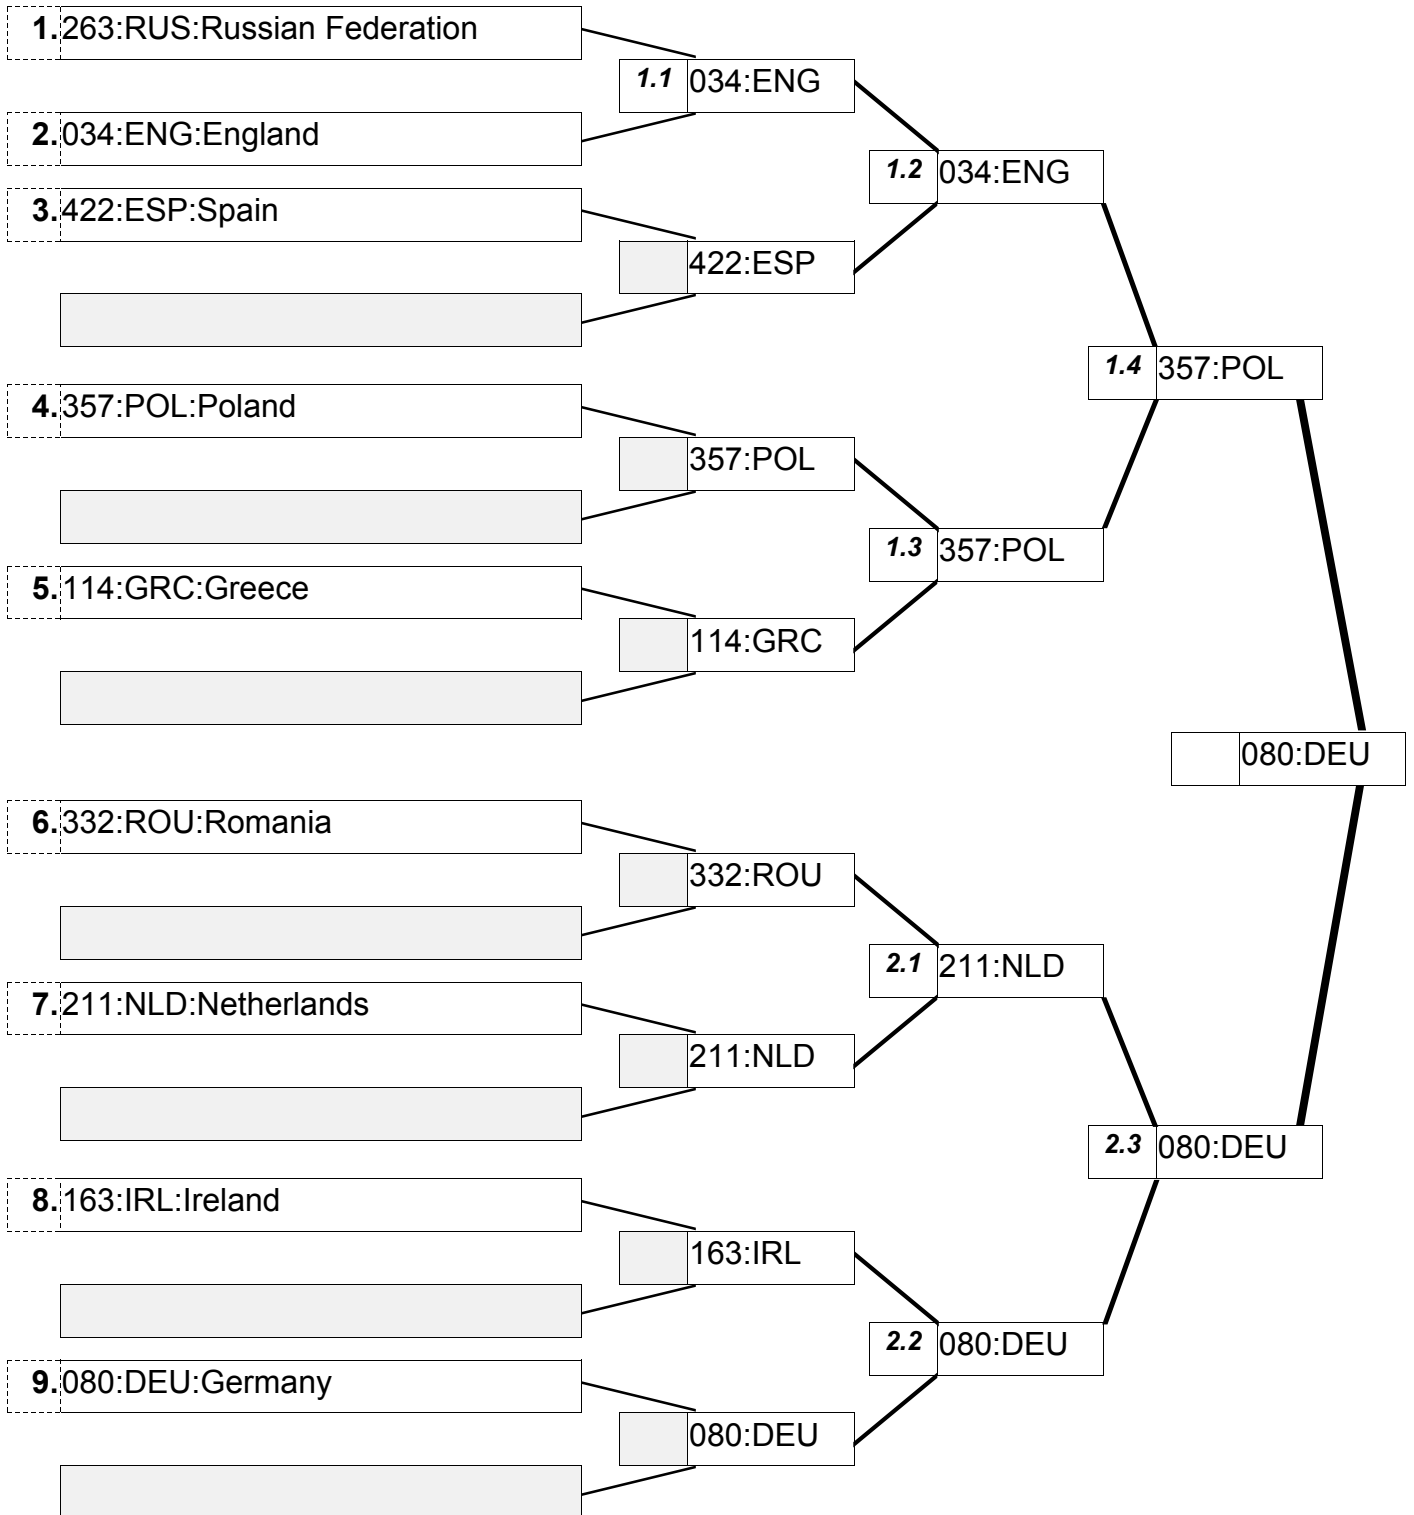 1. 263:RUS:Russian Federation
1.1 034:ENG
2. 034:ENG:England
1.2 034:ENG
3. 422:ESP:Spain
422:ESP
1.4 357:POL
4. 357:POL:Poland
357:POL
1.3 357:POL
5. 114:GRC:Greece
114:GRC
080:DEU
6. 332:ROU:Romania
332:ROU
2.1 211:NLD
7. 211:NLD:Netherlands
211:NLD
2.3 080:DEU
8. 163:IRL:Ireland
163:IRL
2.2 080:DEU
9. 080:DEU:Germany
080:DEU